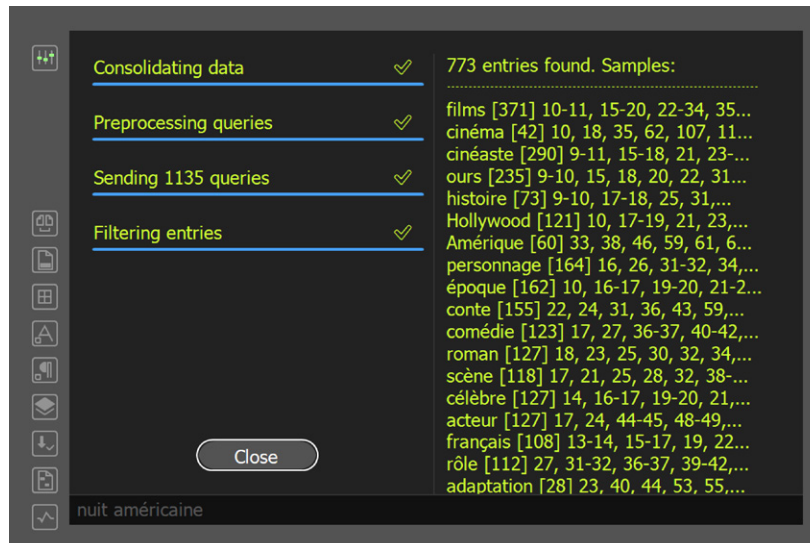 Consolidating data
Preprocessing queries
Sending 1135 queries
Filtering entries
Close
773 entries found. Samples:
films [371] 10-11, 15-20, 22-34, 35...
cinéma [42] 10, 18, 35, 62, 107, 11...
cinéaste [290] 9-11, 15-18, 21, 23-...
ours [235] 9-10, 15, 18, 20, 22, 31...
histoire [73] 9-10, 17-18, 25, 31,...
Hollywood [121] 10, 17-19, 21, 23,...
Amérique [60] 33, 38, 46, 59, 61, 6...
personnage [164] 16, 26, 31-32, 34,...
époque [162] 10, 16-17, 19-20, 21-2...
conte [155] 22, 24, 31, 36, 43, 59,...
comédie [123] 17, 27, 36-37, 40-42,...
roman [127] 18, 23, 25, 30, 32, 34,...
scène [118] 17, 21, 25, 28, 32, 38-...
célèbre [127] 14, 16-17, 19-20, 21,...
acteur [127] 17, 24, 44-45, 48-49,...
français [108] 13-14, 15-17, 19, 22...
rôle [112] 27, 31-32, 36-37, 39-42,...
adaptation [28] 23, 40, 44, 53, 55,...
nuit américaine